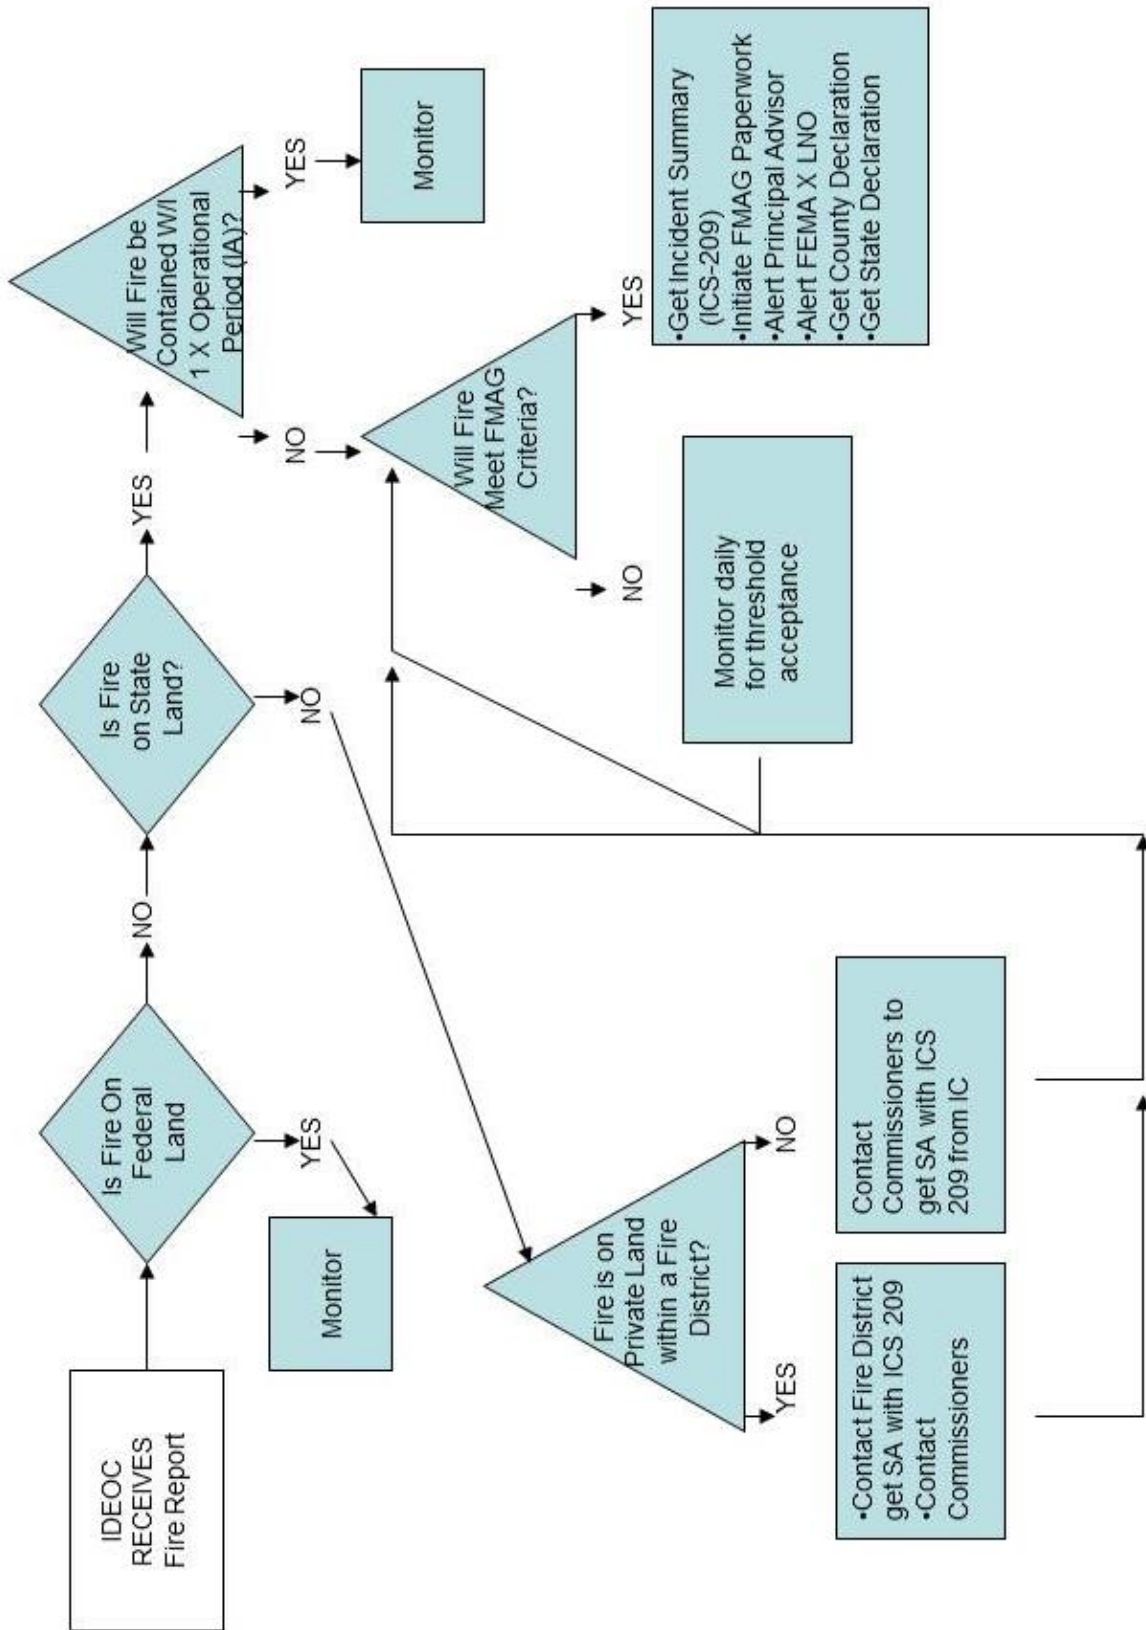 IDEOC
RECEIVES
Fire Report
Is Fire On
Federal
Land
NO
YES
Monitor
Is Fire
on State
Land?
YES
NO
Will Fire be
Contained WI
1 X Operational
Period (IA)?
YES
Monitor
NO
Will Fire
Meet FMAG
Criteria?
YES
•Get Incident Summary
(ICS-209)
•Initiate FMAG Paperwork
•Alert Principal Advisor
•Alert FEMA X LNO
•Get County Declaration
•Get State Declaration
NO
Monitor daily
for threshold
acceptance
Fire is on
Private Land
within a Fire
District?
YES
•Contact Fire District
get SA with ICS 209
•Contact
Commissioners
NO
Contact
Commissioners to
get SA with ICS
209 from IC